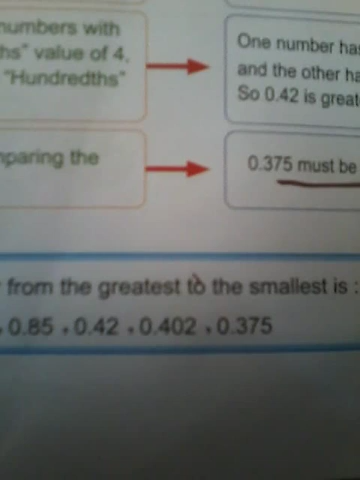 numbers with
ths" value of 4,
"Hundredths"
One number has
and the other ha
So 0.42 is great
mparing the
0.375 must be
from the greatest to the smallest is :
, 0.85 , 0.42 , 0.402 , 0.375